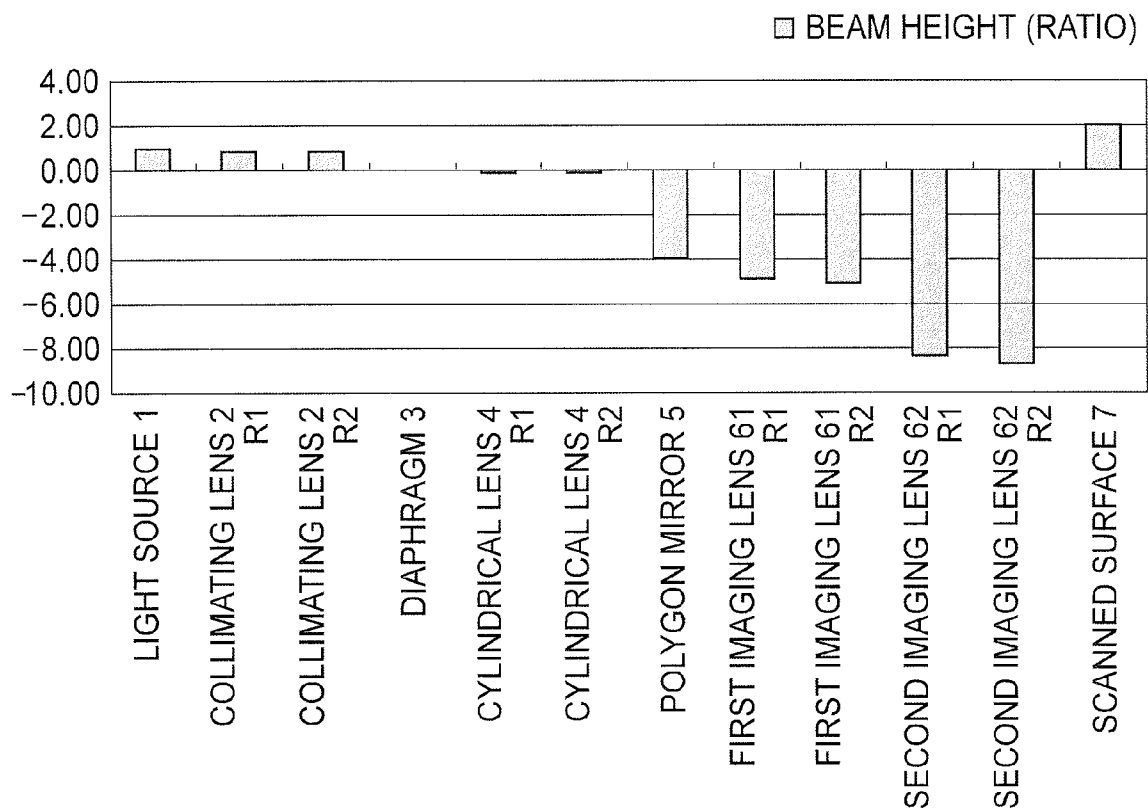 BEAM HEIGHT (RATIO)
4.00
2.00
0.00
−2.00
−4.00
−6.00
−8.00
−10.00
LIGHT SOURCE 1
COLLIMATING LENS 2
R1
COLLIMATING LENS 2
R2
DIAPHRAGM 3
CYLINDRICAL LENS 4
R1
CYLINDRICAL LENS 4
R2
POLYGON MIRROR 5
FIRST IMAGING LENS 61
R1
FIRST IMAGING LENS 61
R2
SECOND IMAGING LENS 62
R1
SECOND IMAGING LENS 62
R2
SCANNED SURFACE 7